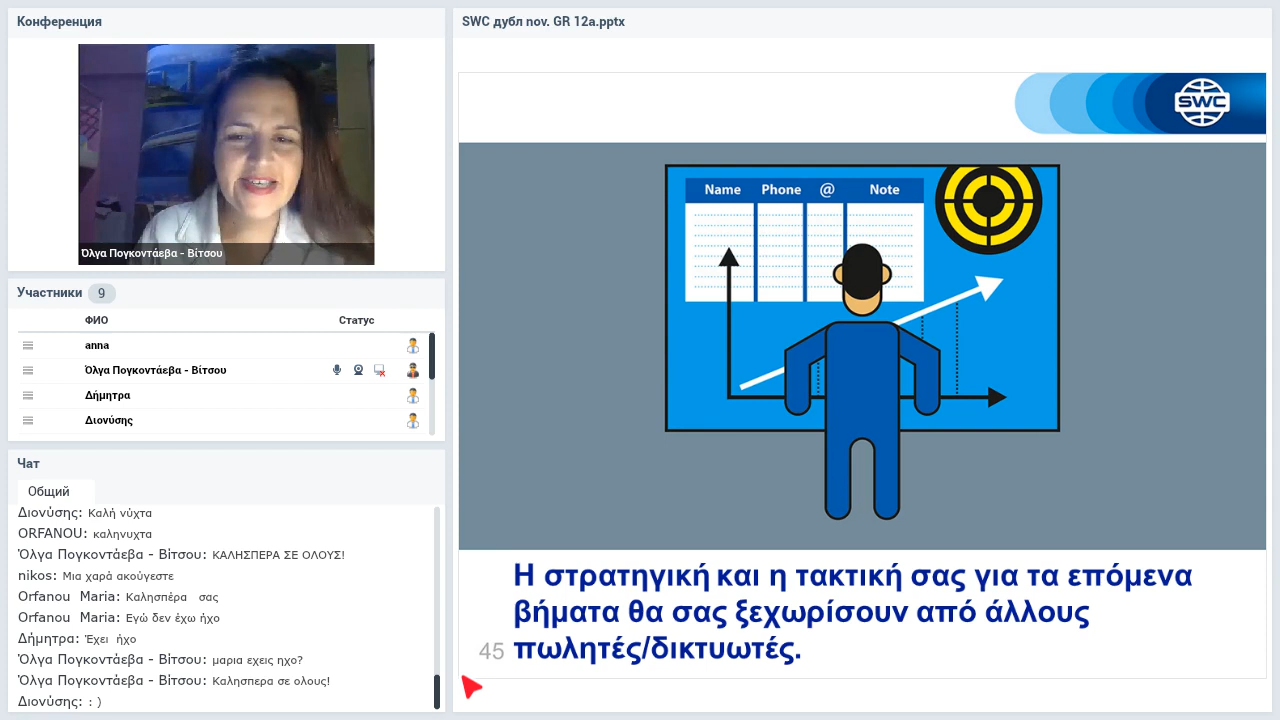 Конференция
Όλγα Πογκοντάεβα - Βίτσου
Участники 9
ФИО Статус
anna
Όλγα Πογκοντάεβα - Βίτσου
Δήμητρα
Διονύσης
Чат
Общий
Διονύσης: Καλή νύχτα
ORFANOU: καληνυχτα
Όλγα Πογκοντάεβα - Βίτσου: ΚΑΛΗΣΠΕΡΑ ΣΕ ΟΛΟΥΣ!
nikos: Μια χαρά ακούγεστε
Orfanou Maria: Καλησπέρα σας
Orfanou Maria: Εγώ δεν έχω ήχο
Δήμητρα: Έχει ήχο
Όλγα Πογκοντάεβα - Βίτσου: μαρια εχεις ηχο?
Όλγα Πογκοντάεβα - Βίτσου: Καλησπερα σε ολους!
Διονύσης: : )
SWC дубл nov. GR 12a.pptx
SWC
Name Phone @ Note
Η στρατηγική και η τακτική σας για τα επόμενα
βήματα θα σας ξεχωρίσουν από άλλους
45 πωλητές/δικτυωτές.